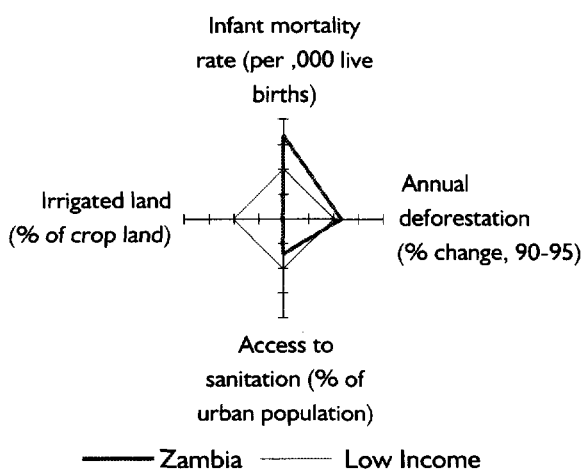 Infant mortality
rate (per ,000 live
births)
Irrigated land
(% of crop land)
Annual
deforestation
(% change, 90-95)
Access to
sanitation (% of
urban population)
Zambia
Low Income